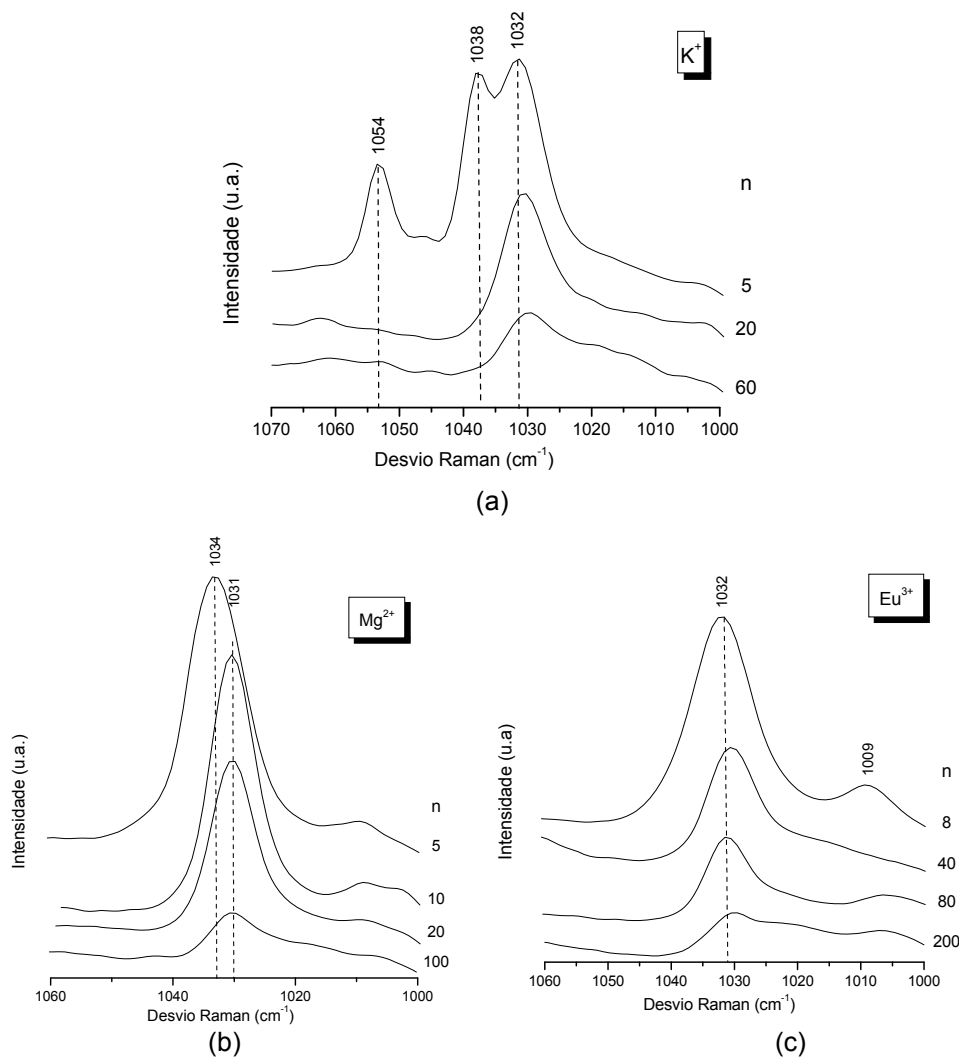 1054
1038
1032
K+
n
5
20
60
Intensidade (u.a.)
1070 1060 1050 1040 1030 1020 1010 1000
Desvio Raman (cm-1)
(a)
1034
1031
Mg2+
n
5
10
20
100
Intensidade (u.a.)
1060 1040 1020 1000
Desvio Raman (cm-1)
(b)
1032
1009
Eu3+
n
8
40
80
200
Intensidade (u.a)
1060 1050 1040 1030 1020 1010 1000
Desvio Raman (cm-1)
(c)